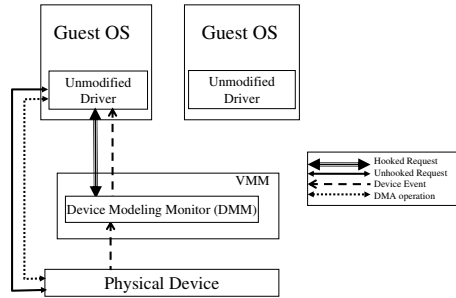 Guest OS
Unmodified
Driver
Guest OS
Unmodified
Driver
VMM
Device Modeling Monitor (DMM)
Physical Device
Hooked Request
Unhooked Request
Device Event
DMA operation